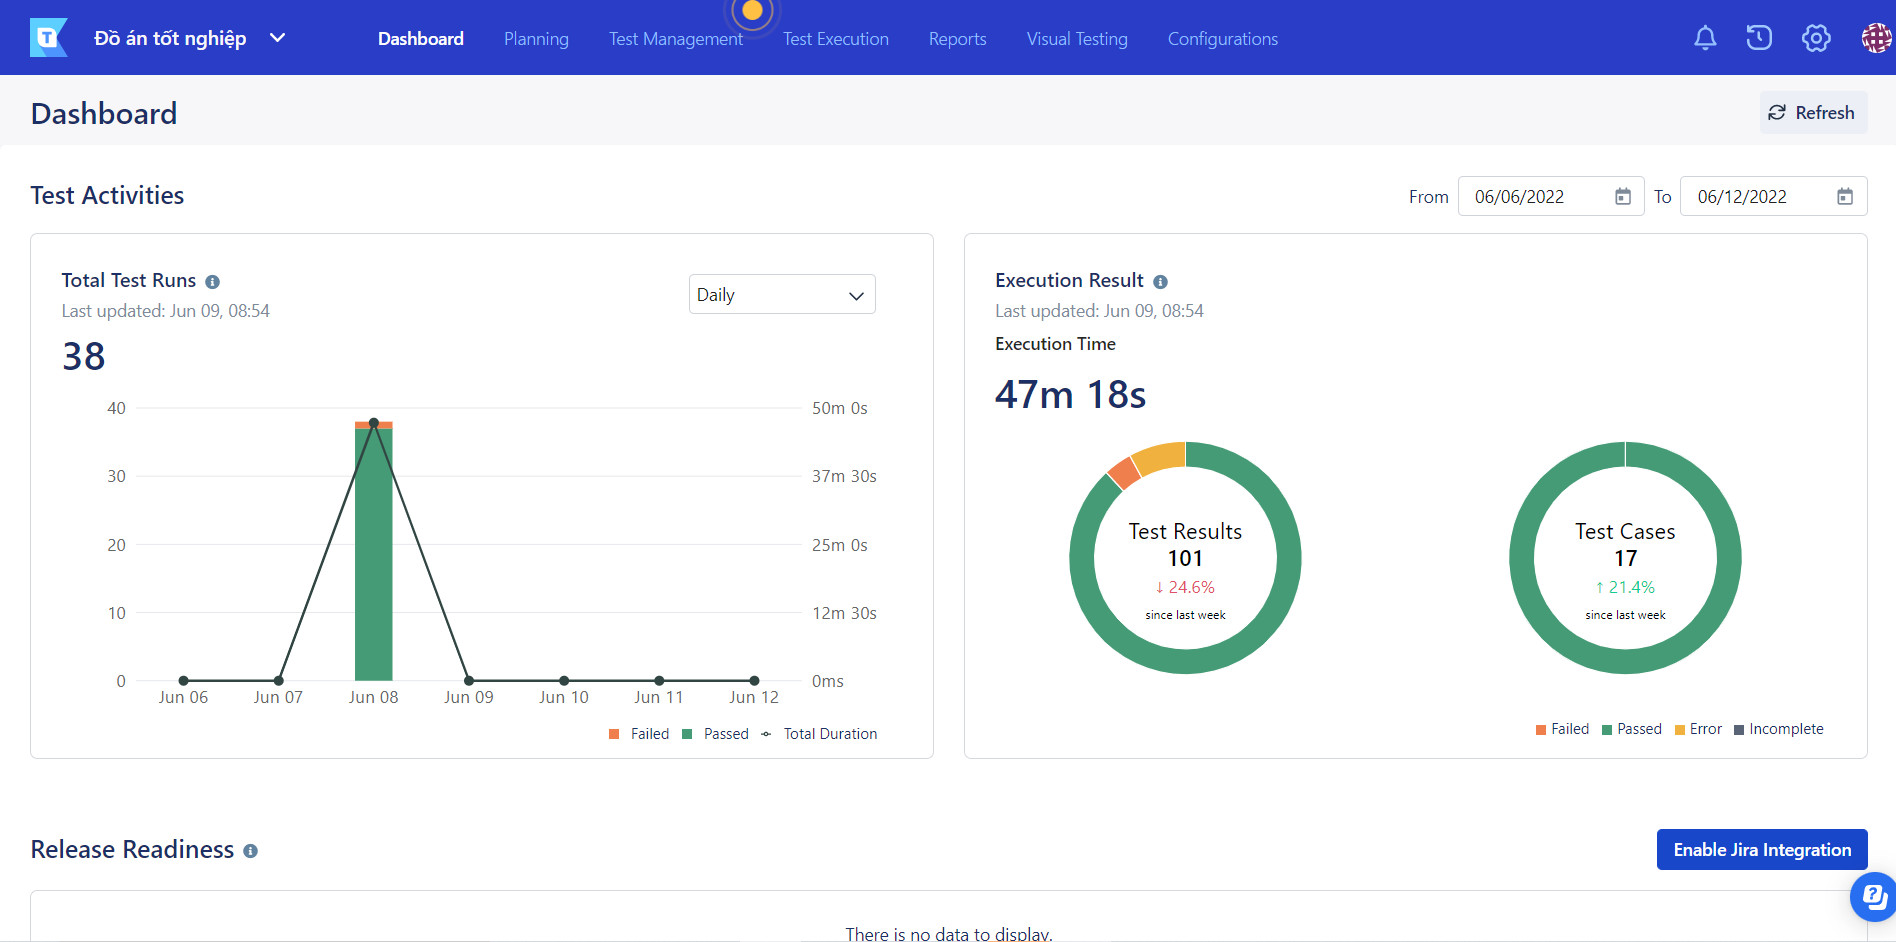 T
Đồ án tốt nghiệp
Dashboard Planning Test Management Test Execution Reports Visual Testing Configurations
Dashboard
Refresh
Test Activities
From 06/06/2022 To 06/12/2022
Total Test Runs
Last updated: Jun 09, 08:54
Daily
38
40 50m 0s
30 37m 30s
20 25m 0s
10 12m 30s
0 0ms
Jun 06 Jun 07 Jun 08 Jun 09 Jun 10 Jun 11 Jun 12
Failed Passed Total Duration
Execution Result
Last updated: Jun 09, 08:54
Execution Time
47m 18s
Test Results
101
↓ 24.6%
since last week
Test Cases
17
↑ 21.4%
since last week
Failed Passed Error Incomplete
Release Readiness
Enable Jira Integration
There is no data to display.